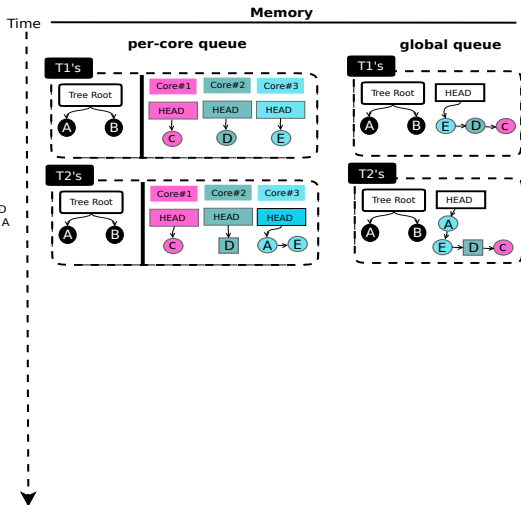 Memory
Time
per-core queue
global queue
T1's
Tree Root
A
B
Core#1
Core#2
Core#3
HEAD
HEAD
HEAD
c
D
E
T1's
Tree Root
A
B
HEAD
E
D
c
T2's
Tree Root
A
B
Core#1
Core#2
Core#3
HEAD
HEAD
HEAD
c
D
A
E
T2's
Tree Root
A
B
HEAD
A
E
D
c
D
A